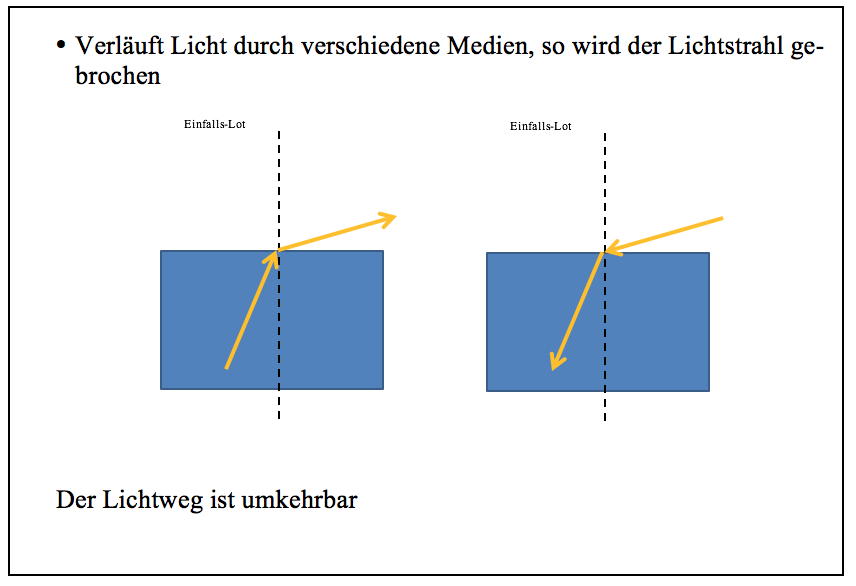 • Verläuft Licht durch verschiedene Medien, so wird der Lichtstrahl ge-
brochen
Einfalls-Lot
Einfalls-Lot
Der Lichtweg ist umkehrbar